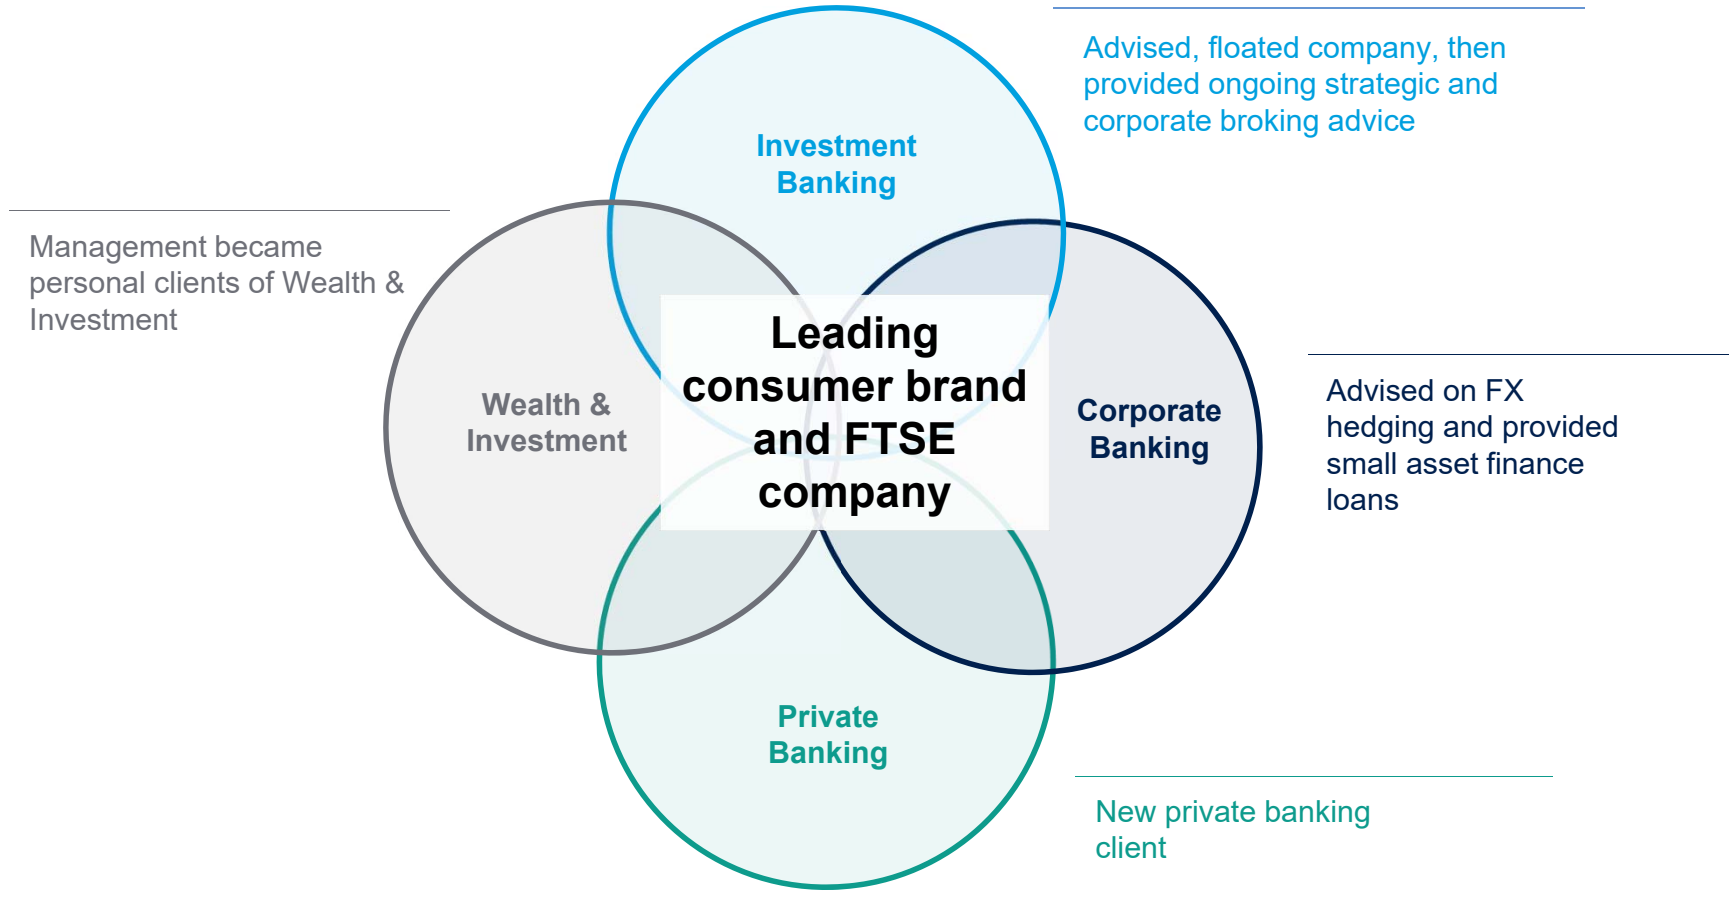 Advised, floated company, then
provided ongoing strategic and
corporate broking advice
Investment
Banking
Management became
personal clients of Wealth &
Investment
Wealth &
Investment
Leading
consumer brand
and FTSE
company
Corporate
Banking
Advised on FX
hedging and provided
small asset finance
loans
Private
Banking
New private banking
client